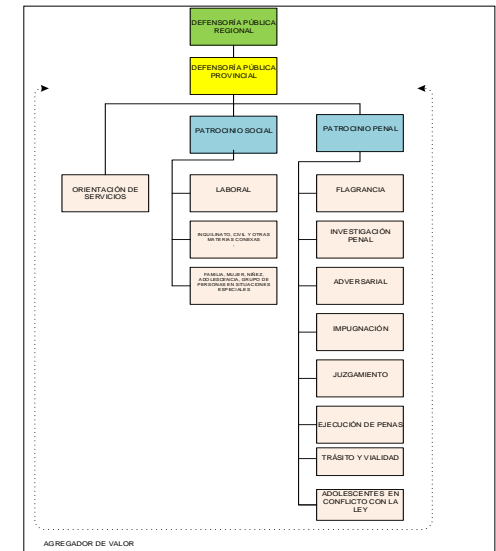 DEFENSORÍA PÚBLICA
REGIONAL
DEFENSORÍA PÚBLICA
PROVINCIAL
PATROCINIO SOCIAL
PATROCINIO PENAL
ORIENTACIÓN DE
SERVICIOS
LABORAL
INQUILINATO, CIVIL Y OTRAS
MATERIAS CONEXAS
FAMILIA, MUJER, NIÑEZ,
ADOLESCENCIA, GRUPO DE
PERSONAS EN SITUACIONES
ESPECIALES
FLAGRANCIA
INVESTIGACIÓN
PENAL
ADVERSARIAL
IMPUGNACIÓN
JUZGAMIENTO
EJECUCIÓN DE PENAS
TRÁSITO Y VIALIDAD
ADOLESCENTES EN
CONFLICTO CON LA
LEY
AGREGADOR DE VALOR